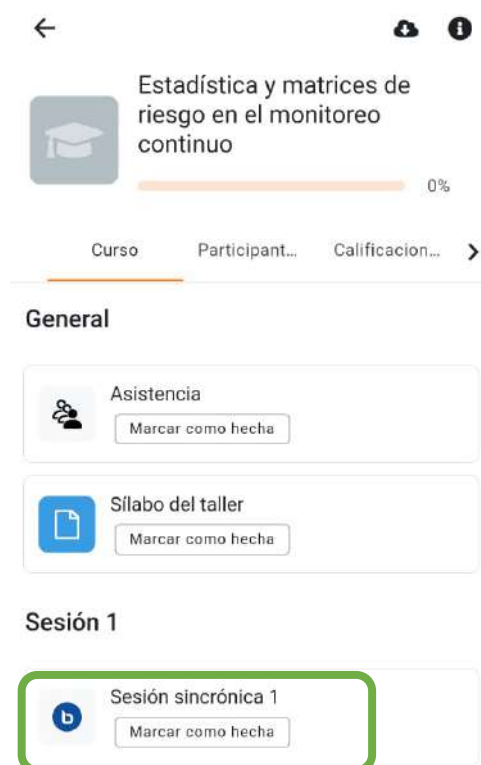 Estadística y matrices de
riesgo en el monitoreo
continuo
0%
Curso
Participant...
Calificacion...
General
Asistencia
Marcar como hecha
Sílabo del taller
Marcar como hecha
Sesión 1
Sesión sincrónica 1
b
Marcar como hecha